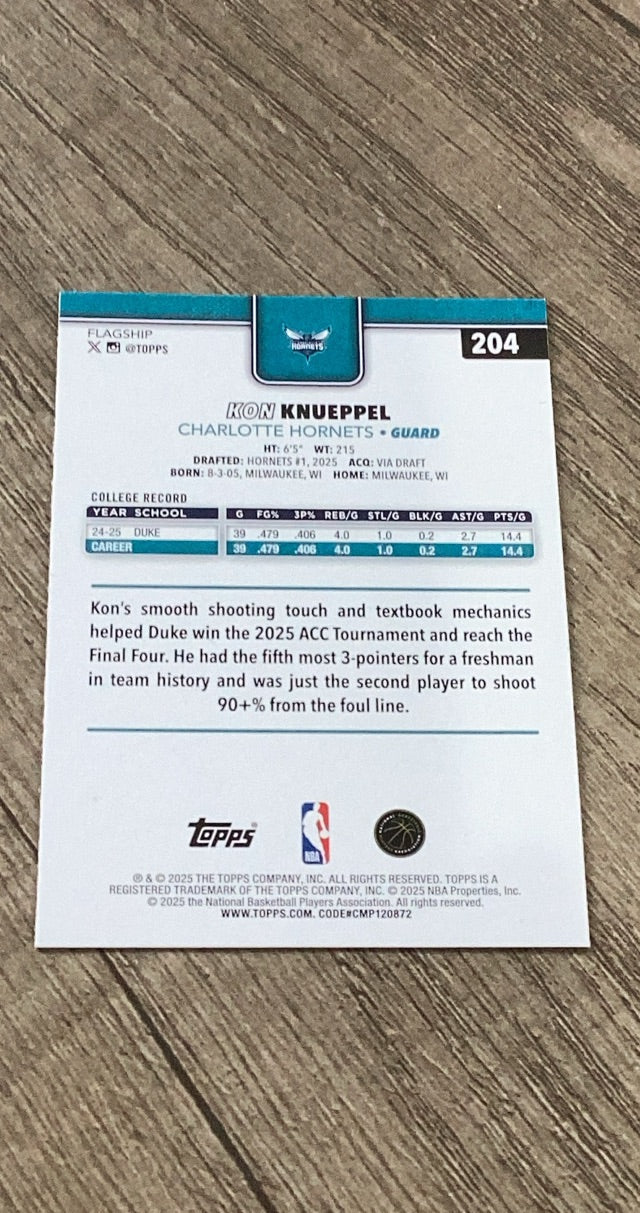 FLAGSHIP
204
X @TOPPS
HORNETS
KON KNUEPPEL
CHARLOTTE HORNETS • GUARD
HT: 6'5" WT: 215
DRAFTED: HORNETS #1, 2025 ACQ: VIA DRAFT
BORN: 8-3-05, MILWAUKEE, WI HOME: MILWAUKEE, WI
COLLEGE RECORD
YEAR SCHOOL G FG% 3P% REB/G STL/G BLK/G AST/G PTS/G
24-25 DUKE 39 .479 .406 4.0 1.0 0.2 2.7 14.4
CAREER 39 .479 .406 4.0 1.0 0.2 2.7 14.4
Kon's smooth shooting touch and textbook mechanics
helped Duke win the 2025 ACC Tournament and reach the
Final Four. He had the fifth most 3-pointers for a freshman
in team history and was just the second player to shoot
90+% from the foul line.
Topps® NBA
® & © 2025 THE TOPPS COMPANY, INC. ALL RIGHTS RESERVED. TOPPS IS A
REGISTERED TRADEMARK OF THE TOPPS COMPANY, INC. © 2025 NBA Properties, Inc.
© 2025 the National Basketball Players Association. All rights reserved.
WWW.TOPPS.COM. CODE#CMP120872